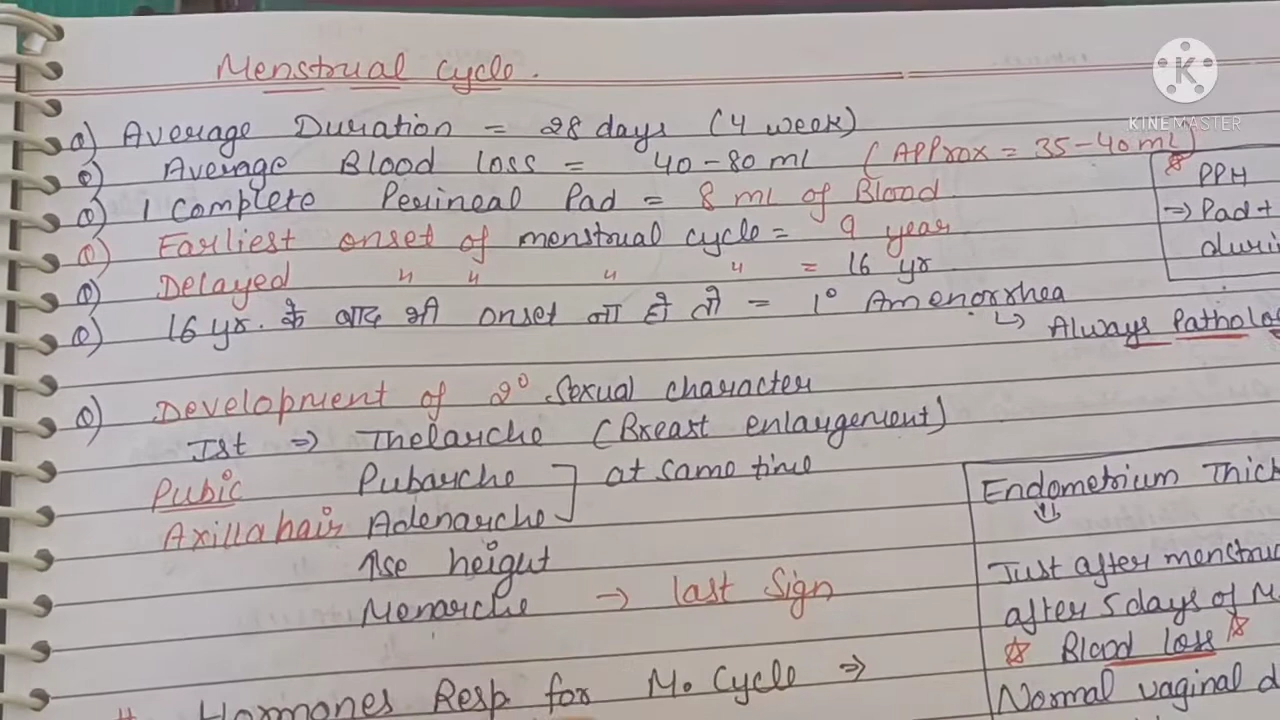 Menstrual Cycle.
KINEMASTER
Average Duration = 28 days (4 week)
Average Blood loss = 40-80 ml (Approx = 35-40 ml)
1 Complete Perineal Pad = 8 ml of Blood
Earliest onset of menstrual cycle = 9 year
Delayed " " " " = 16 yr
16 yr. के बाद भी onset ना हो तो = 1° Amenorrhea
↳ Always Patholog
PPH
⇒ Pad +
duri
Development of 2° Sexual character
Ist ⇒ Thelarche (Breast enlargement)
Pubic Pubarche ] at same time
Axilla hair Adenarche
↑se height
Menarche → last Sign
Hormones Resp for M. Cycle ⇒
Endometrium Thick
⇓
Just after menstru
after 5 days of M
☆ Blood loss ☆
Normal vaginal d